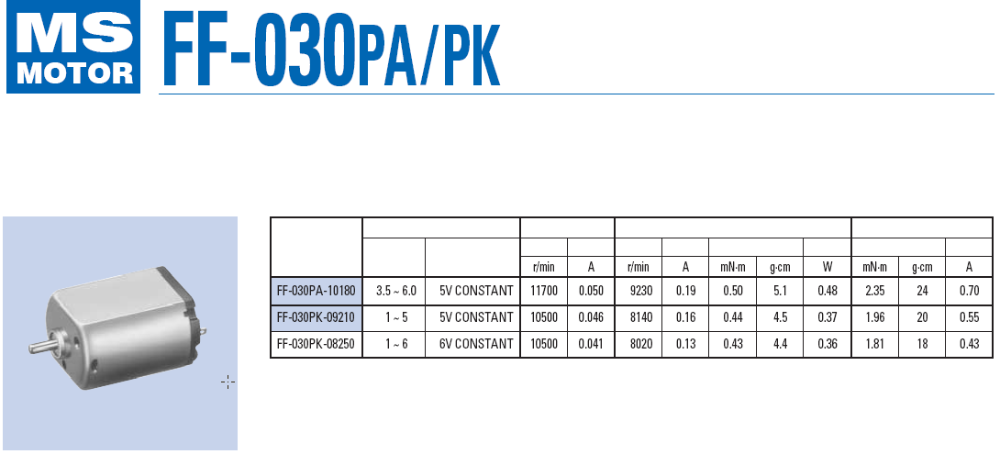 MS
MOTOR
FF-030PA/PK
r/min A r/min A mN·m g·cm W mN·m g·cm A
FF-030PA-10180 3.5 ~ 6.0 5V CONSTANT 11700 0.050 9230 0.19 0.50 5.1 0.48 2.35 24 0.70
FF-030PK-09210 1 ~ 5 5V CONSTANT 10500 0.046 8140 0.16 0.44 4.5 0.37 1.96 20 0.55
FF-030PK-08250 1 ~ 6 6V CONSTANT 10500 0.041 8020 0.13 0.43 4.4 0.36 1.81 18 0.43